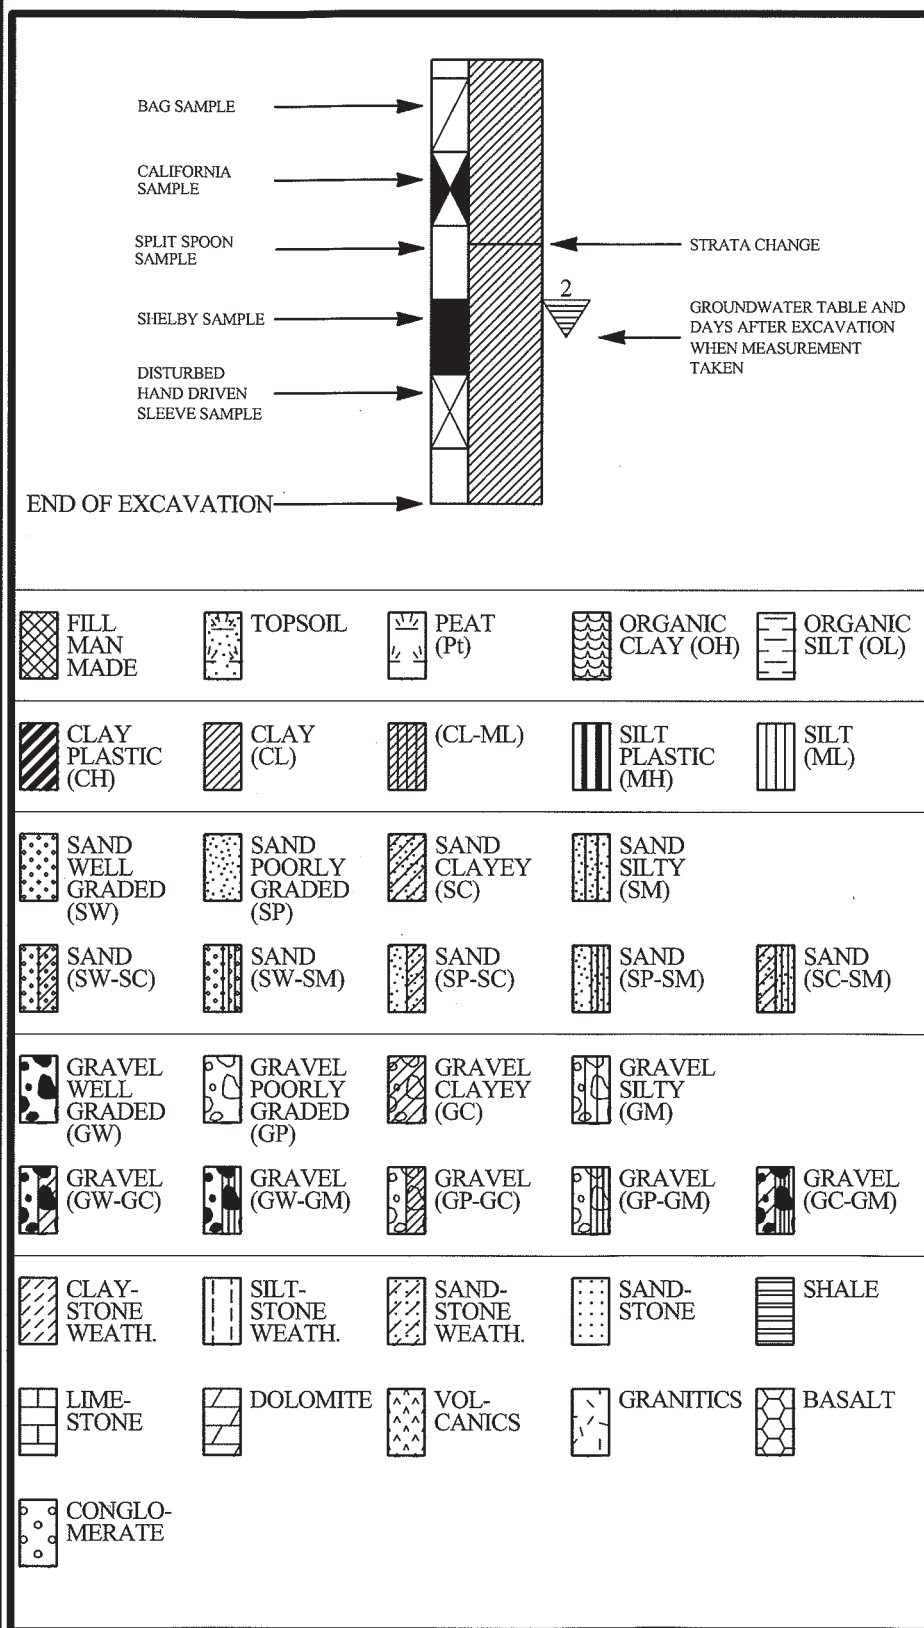 BAG SAMPLE
CALIFORNIA
SAMPLE
SPLIT SPOON
SAMPLE
SHELBY SAMPLE
DISTURBED
HAND DRIVEN
SLEEVE SAMPLE
END OF EXCAVATION
STRATA CHANGE
2
GROUNDWATER TABLE AND
DAYS AFTER EXCAVATION
WHEN MEASUREMENT
TAKEN
FILL
MAN
MADE
TOPSOIL
PEAT
(Pt)
ORGANIC
CLAY (OH)
ORGANIC
SILT (OL)
CLAY
PLASTIC
(CH)
CLAY
(CL)
(CL-ML)
SILT
PLASTIC
(MH)
SILT
(ML)
SAND
WELL
GRADED
(SW)
SAND
POORLY
GRADED
(SP)
SAND
CLAYEY
(SC)
SAND
SILTY
(SM)
SAND
(SW-SC)
SAND
(SW-SM)
SAND
(SP-SC)
SAND
(SP-SM)
SAND
(SC-SM)
GRAVEL
WELL
GRADED
(GW)
GRAVEL
POORLY
GRADED
(GP)
GRAVEL
CLAYEY
(GC)
GRAVEL
SILTY
(GM)
GRAVEL
(GW-GC)
GRAVEL
(GW-GM)
GRAVEL
(GP-GC)
GRAVEL
(GP-GM)
GRAVEL
(GC-GM)
CLAY-
STONE
WEATH.
SILT-
STONE
WEATH.
SAND-
STONE
WEATH.
SAND-
STONE
SHALE
LIME-
STONE
DOLOMITE
VOL-
CANICS
GRANITICS
BASALT
CONGLO-
MERATE